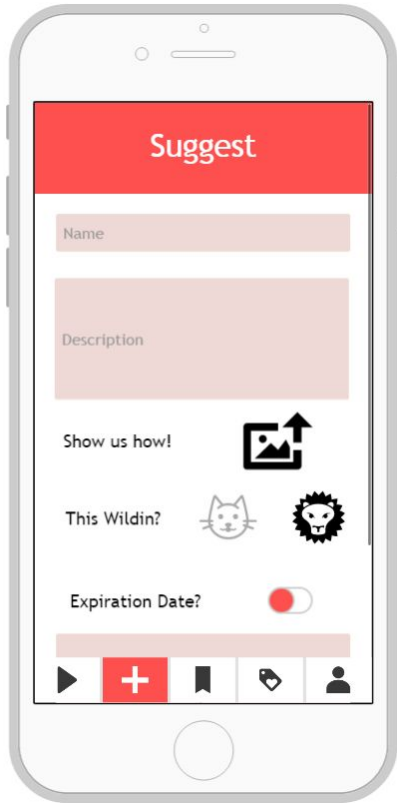 Suggest
Name
Description
Show us how!
This Wildin?
Expiration Date?